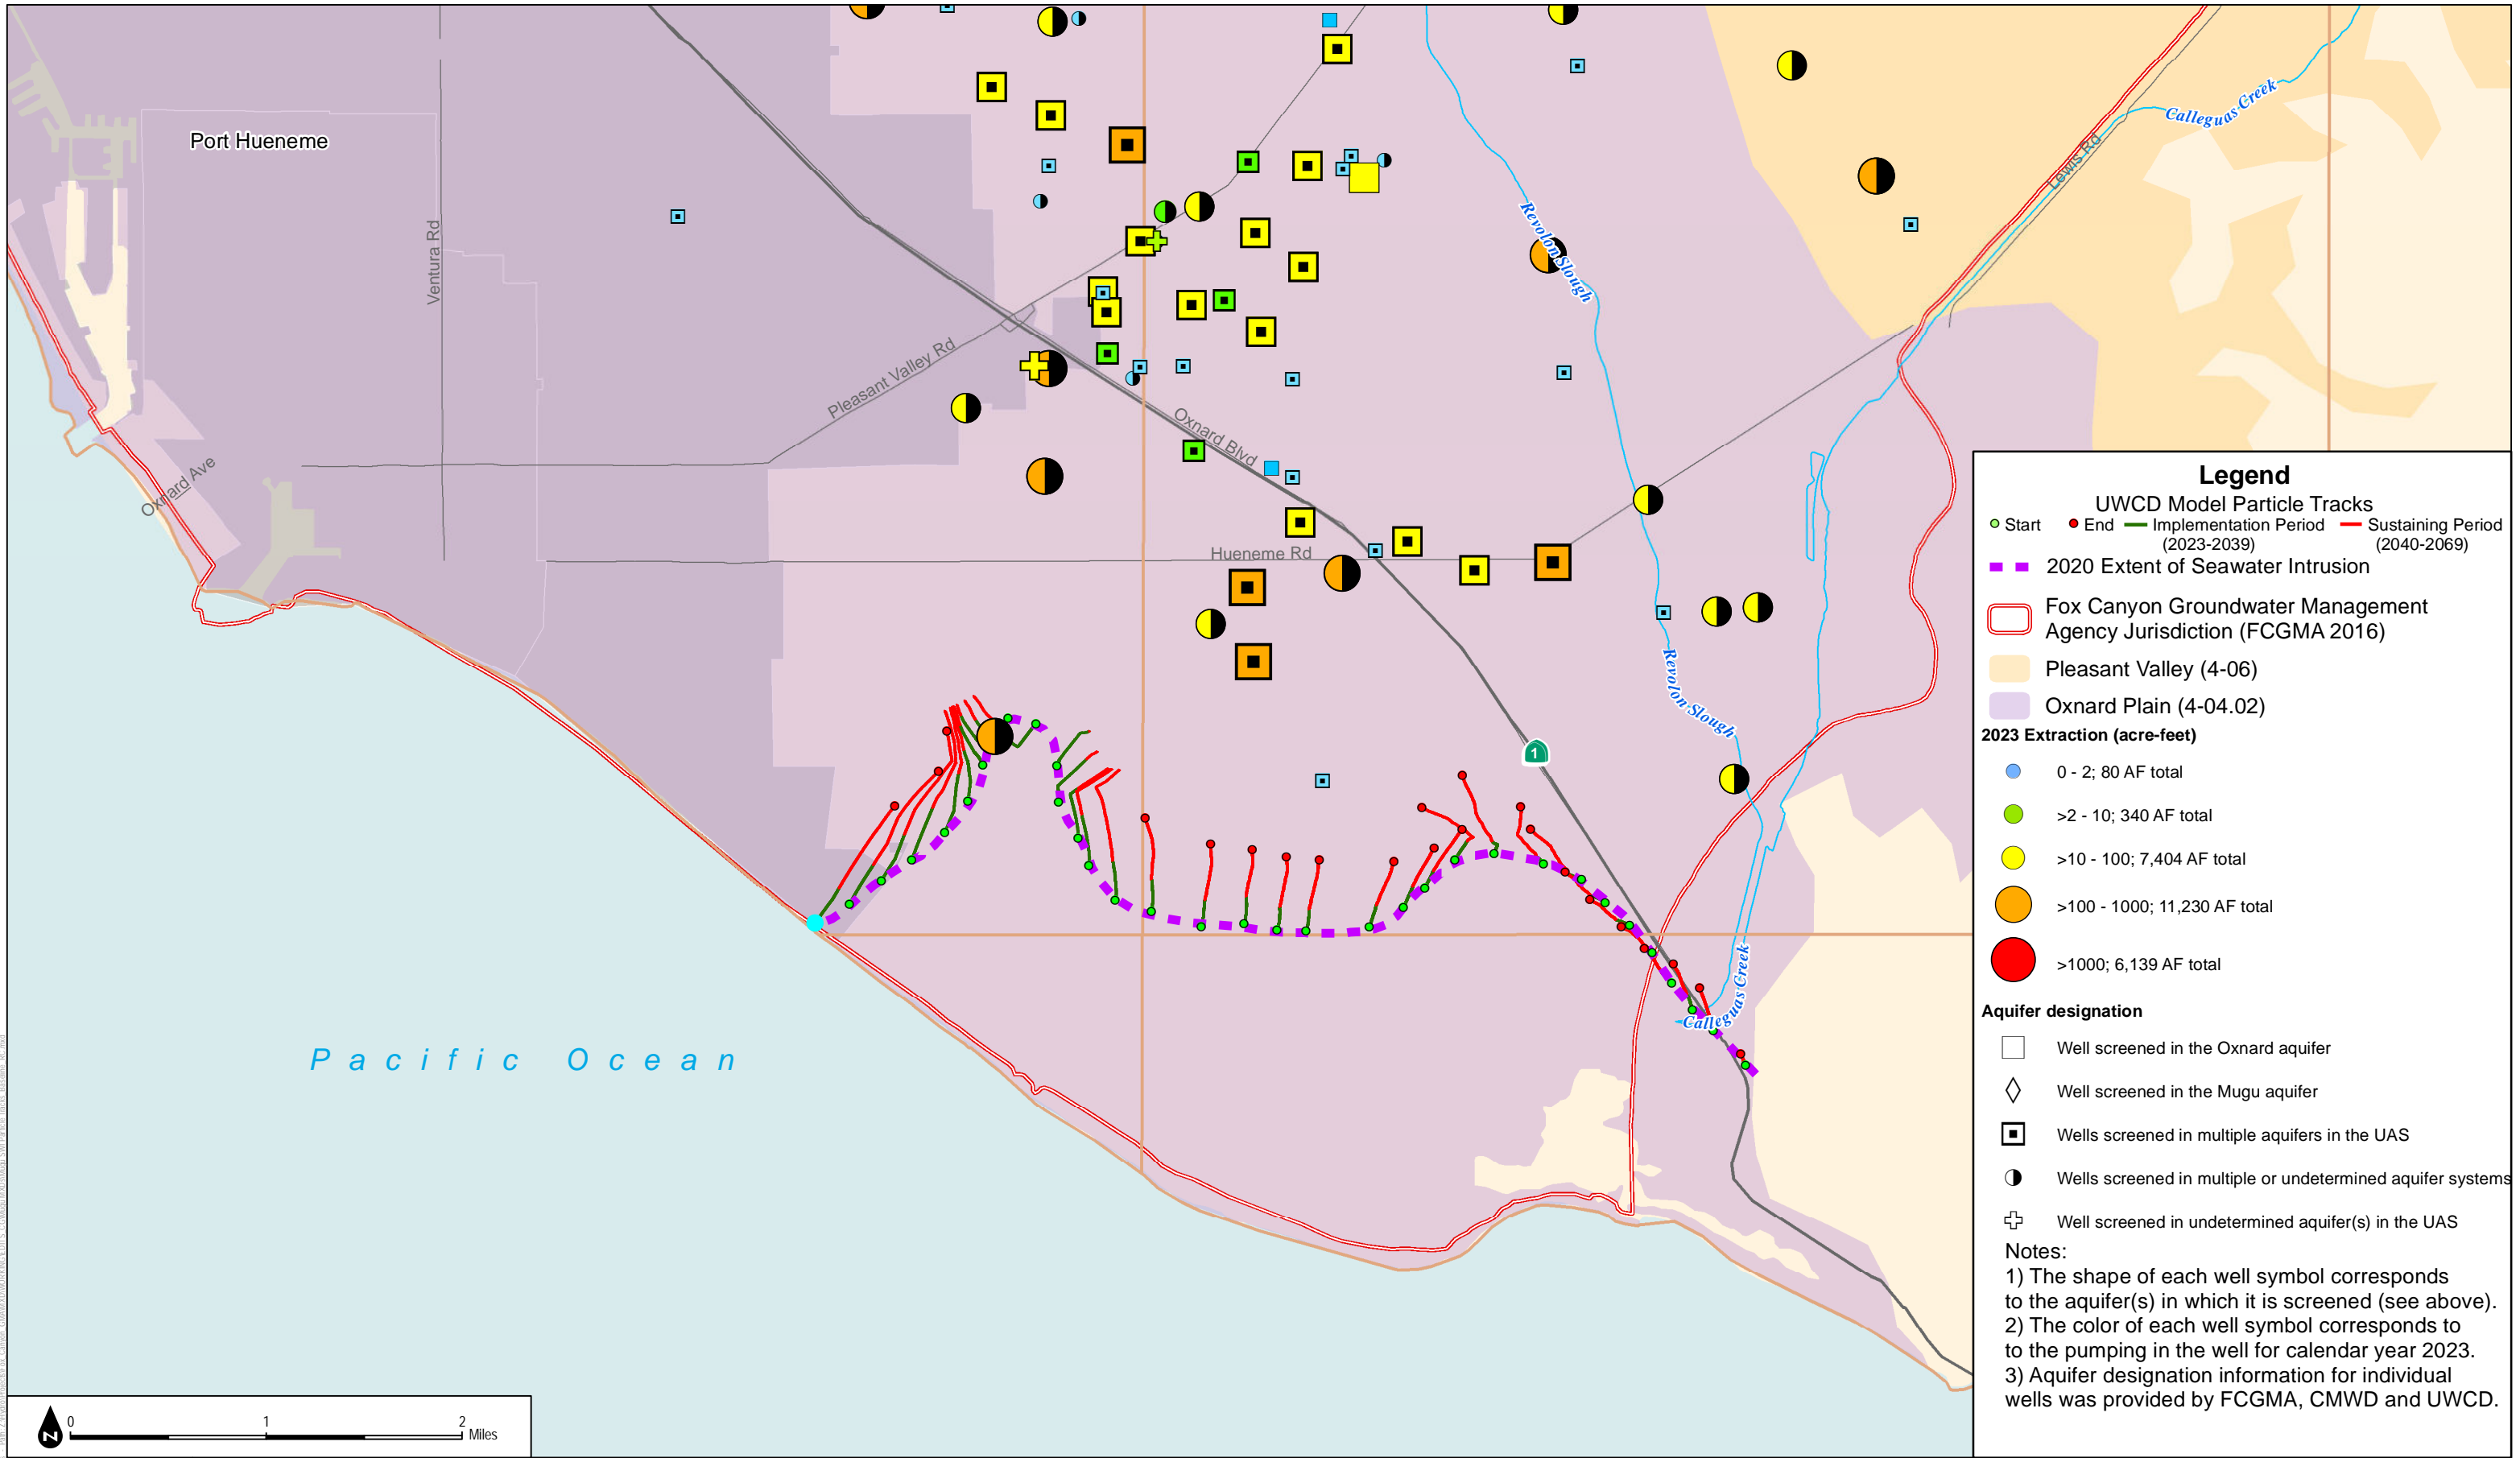 Port Hueneme
Ventura Rd
Oxnard Ave
Pleasant Valley Rd
Oxnard Blvd
Hueneme Rd
Lewis Rd
Calleguas Creek
Revolon Slough
Revolon Slough
1
Calleguas Creek
Pacific Ocean
N
0 1 2
Miles
Legend
UWCD Model Particle Tracks
Start End Implementation Period Sustaining Period
(2023-2039) (2040-2069)
2020 Extent of Seawater Intrusion
Fox Canyon Groundwater Management
Agency Jurisdiction (FCGMA 2016)
Pleasant Valley (4-06)
Oxnard Plain (4-04.02)
2023 Extraction (acre-feet)
0 - 2; 80 AF total
>2 - 10; 340 AF total
>10 - 100; 7,404 AF total
>100 - 1000; 11,230 AF total
>1000; 6,139 AF total
Aquifer designation
Well screened in the Oxnard aquifer
Well screened in the Mugu aquifer
Wells screened in multiple aquifers in the UAS
Wells screened in multiple or undetermined aquifer systems
Well screened in undetermined aquifer(s) in the UAS
Notes:
1) The shape of each well symbol corresponds
to the aquifer(s) in which it is screened (see above).
2) The color of each well symbol corresponds to
to the pumping in the well for calendar year 2023.
3) Aquifer designation information for individual
wells was provided by FCGMA, CMWD and UWCD.